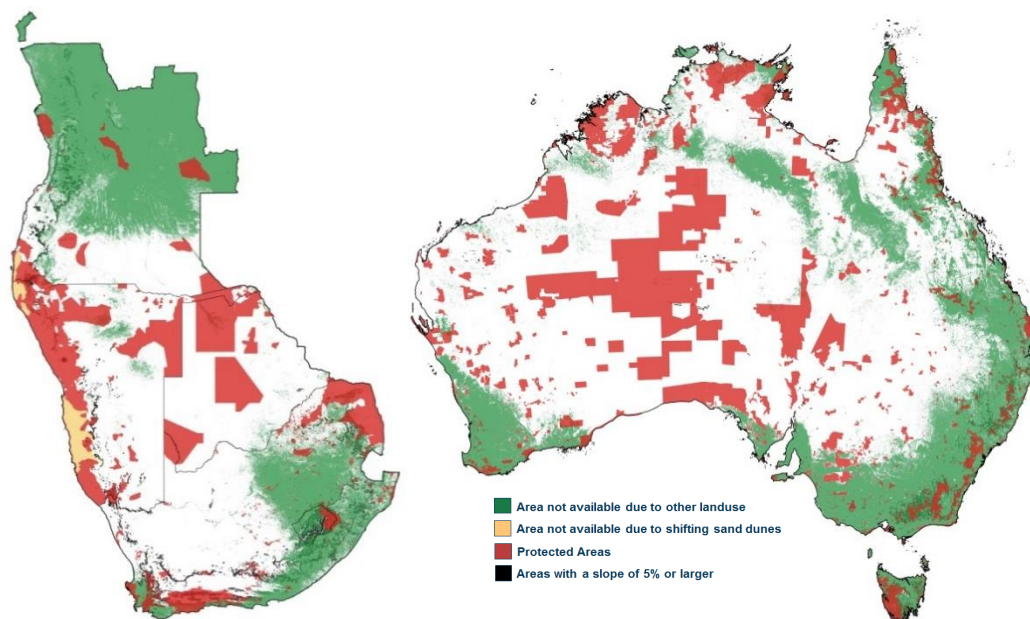 Area not available due to other landuse
Area not available due to shifting sand dunes
Protected Areas
Areas with a slope of 5% or larger